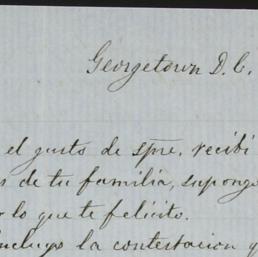 Georgetown D. C.
el gusto de spre. recibi
s de tu familia, supongo
lo que te felicito.
incluyo la contestacion y